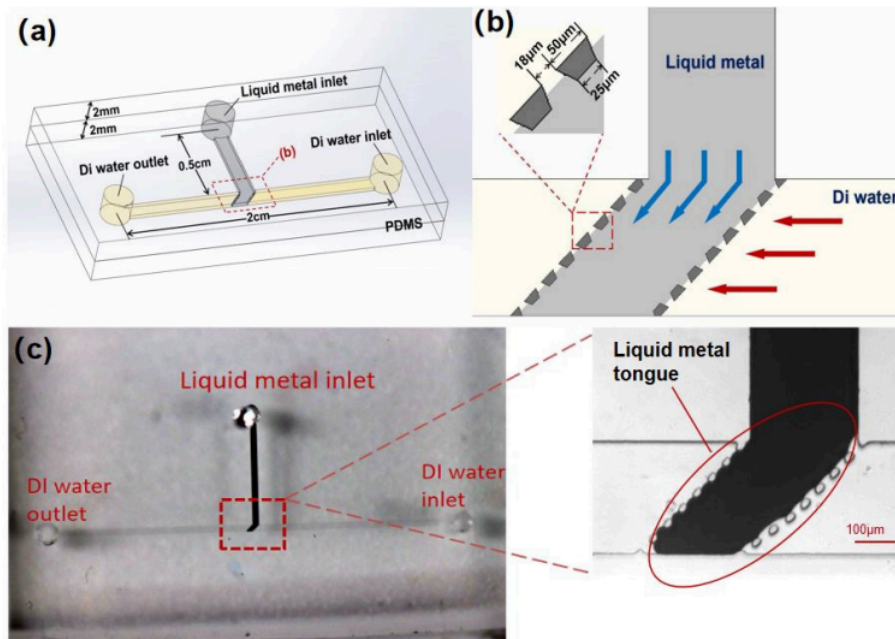 (a)
Liquid metal inlet
2mm
2mm
Di water outlet
0.5cm
(b)
Di water inlet
2cm
PDMS
(b)
18μm
50μm
25μm
Liquid metal
Di water
(c)
Liquid metal inlet
DI water
outlet
DI water
inlet
Liquid metal
tongue
100μm